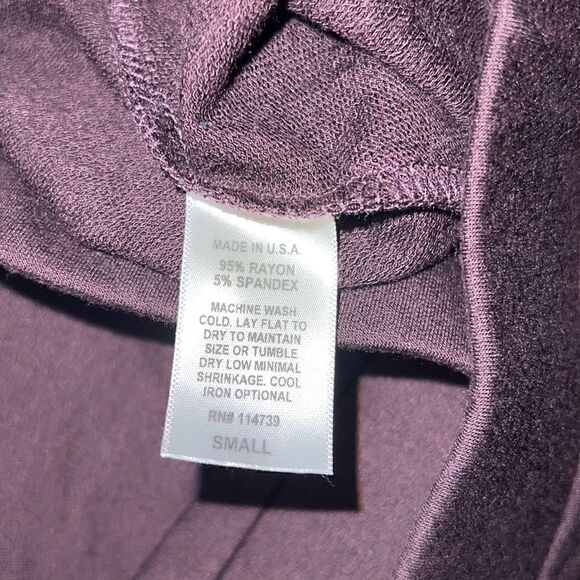 MADE IN U.S.A.
95% RAYON
5% SPANDEX
MACHINE WASH
COLD. LAY FLAT TO
DRY TO MAINTAIN
SIZE OR TUMBLE
DRY LOW MINIMAL
SHRINKAGE. COOL
IRON OPTIONAL
RN# 114739
SMALL